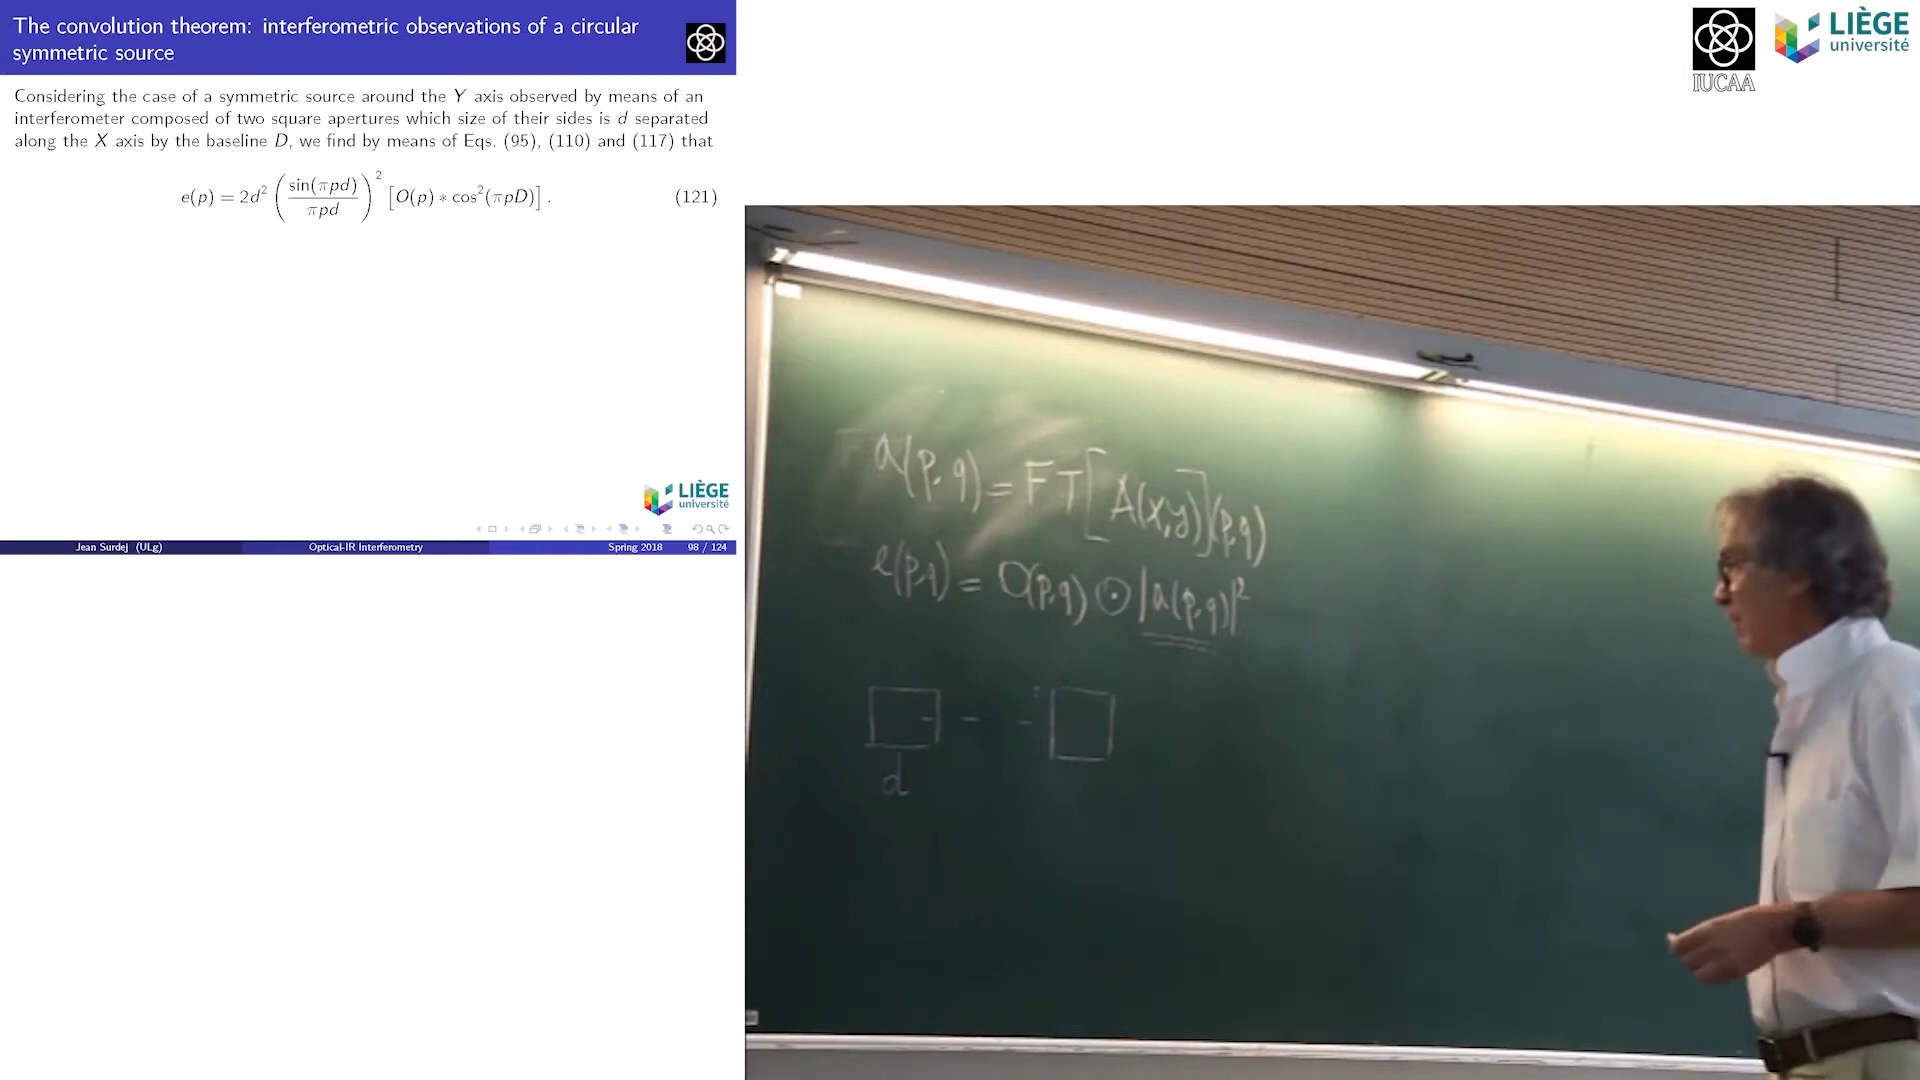 The convolution theorem: interferometric observations of a circular
symmetric source
Considering the case of a symmetric source around the Y axis observed by means of an
interferometer composed of two square apertures which size of their sides is d separated
along the X axis by the baseline D, we find by means of Eqs. (95), (110) and (117) that
e(p) = 2d² (sin(πpd) / πpd)² [O(p) ∗ cos²(πpD)] . (121)
LIÈGE
université
Jean Surdej (ULg) Optical-IR Interferometry Spring 2018 98 / 124
IUCAA
LIÈGE
université
a(p,q) = FT[A(x,y)](p,q)
e(p,q) = O(p,q) ⊙ |a(p,q)|²
d